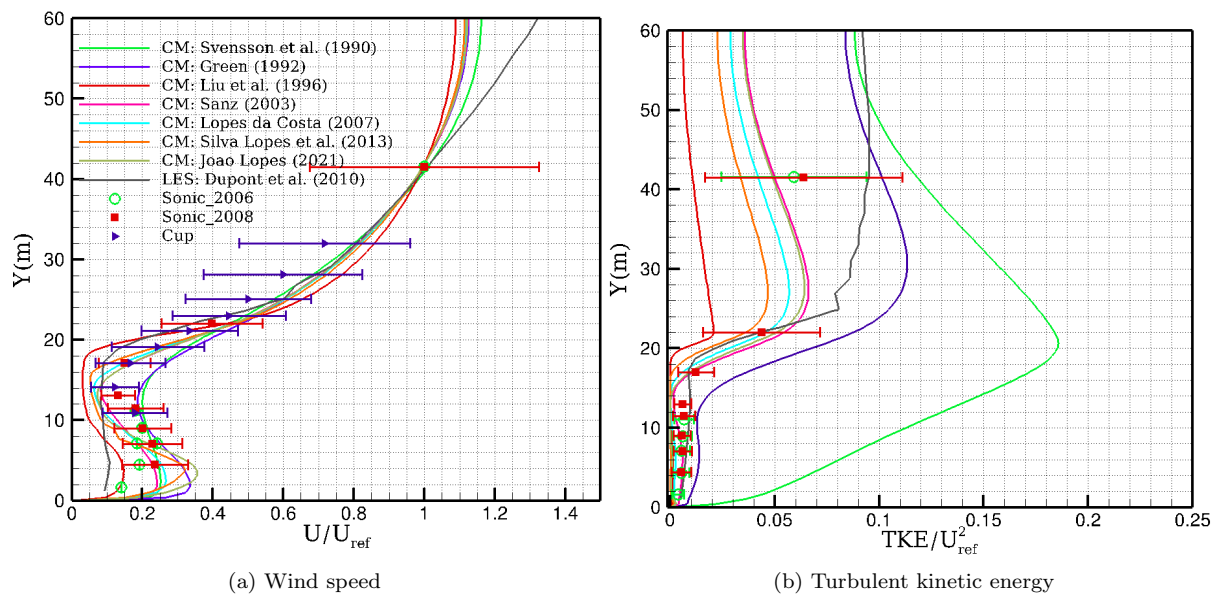 60
50
40
30
20
10
0
Y(m)
CM: Svensson et al. (1990)
CM: Green (1992)
CM: Liu et al. (1996)
CM: Sanz (2003)
CM: Lopes da Costa (2007)
CM: Silva Lopes et al. (2013)
CM: Joao Lopes (2021)
LES: Dupont et al. (2010)
Sonic_2006
Sonic_2008
Cup
0 0.2 0.4 0.6 0.8 1 1.2 1.4
U/U_ref
(a) Wind speed
60
50
40
30
20
10
0
Y(m)
0 0.05 0.1 0.15 0.2 0.25
TKE/U²_ref
(b) Turbulent kinetic energy